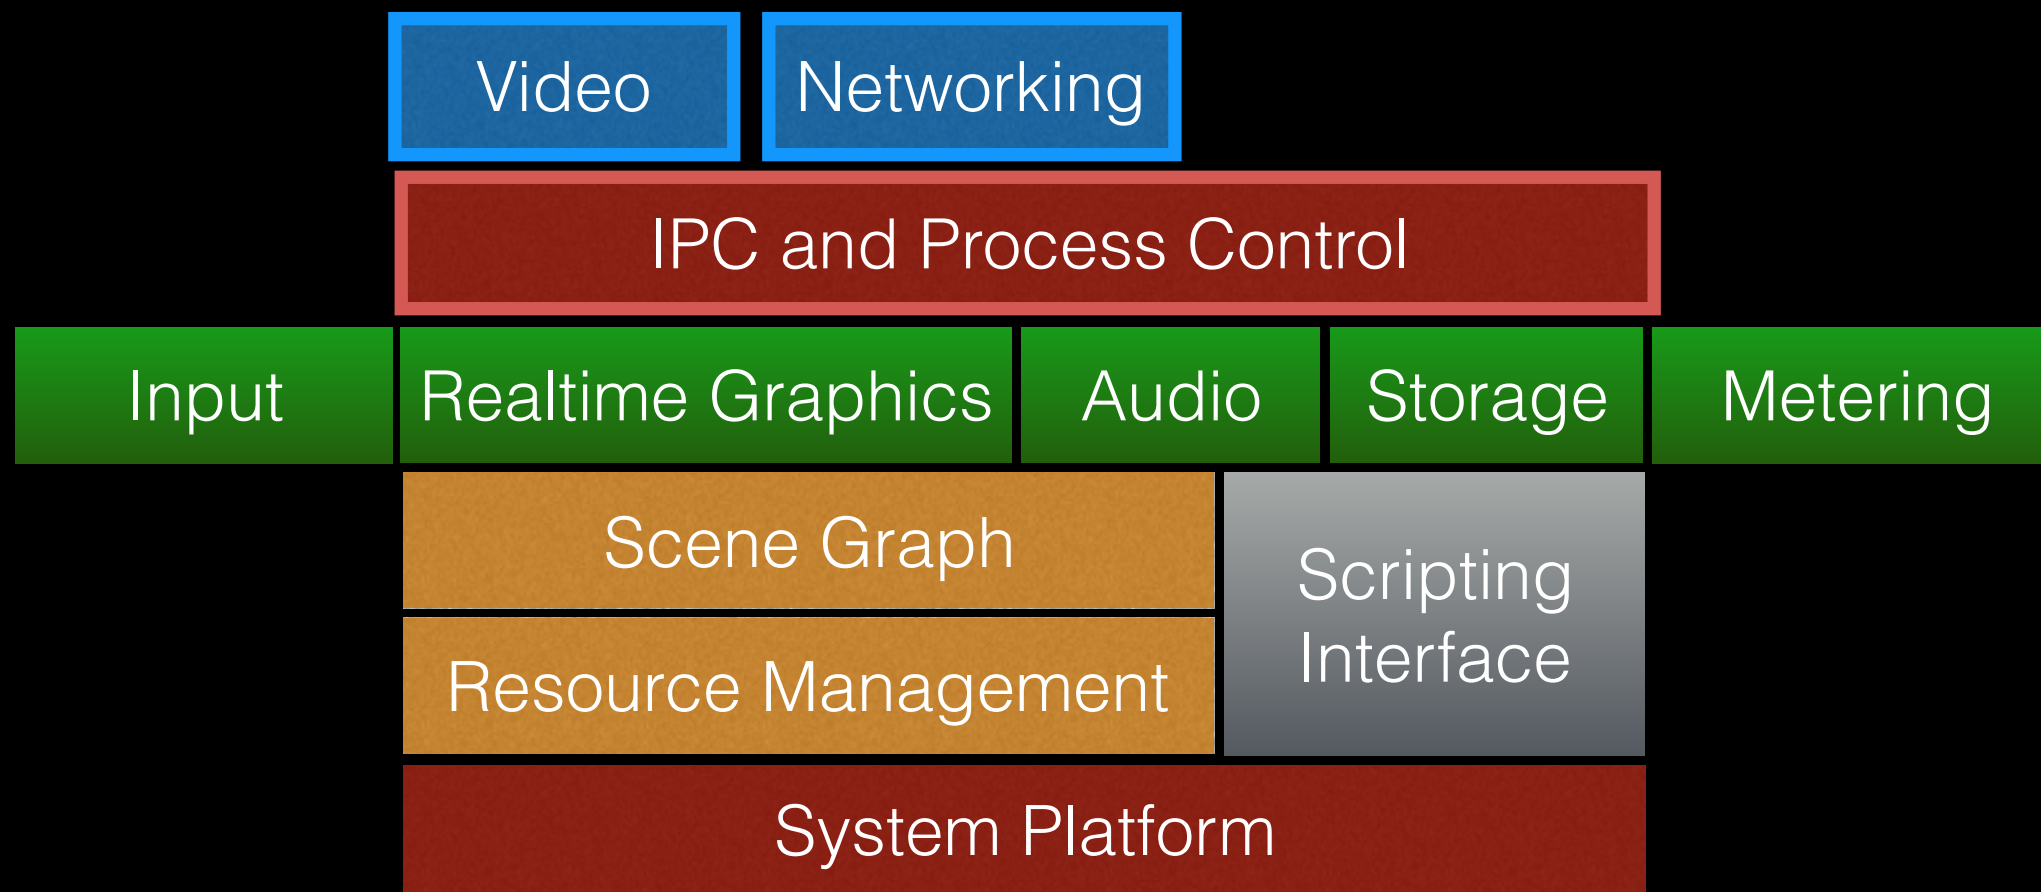 Video
Networking
IPC and Process Control
Input
Realtime Graphics
Audio
Storage
Metering
Scene Graph
Scripting
Interface
Resource Management
System Platform